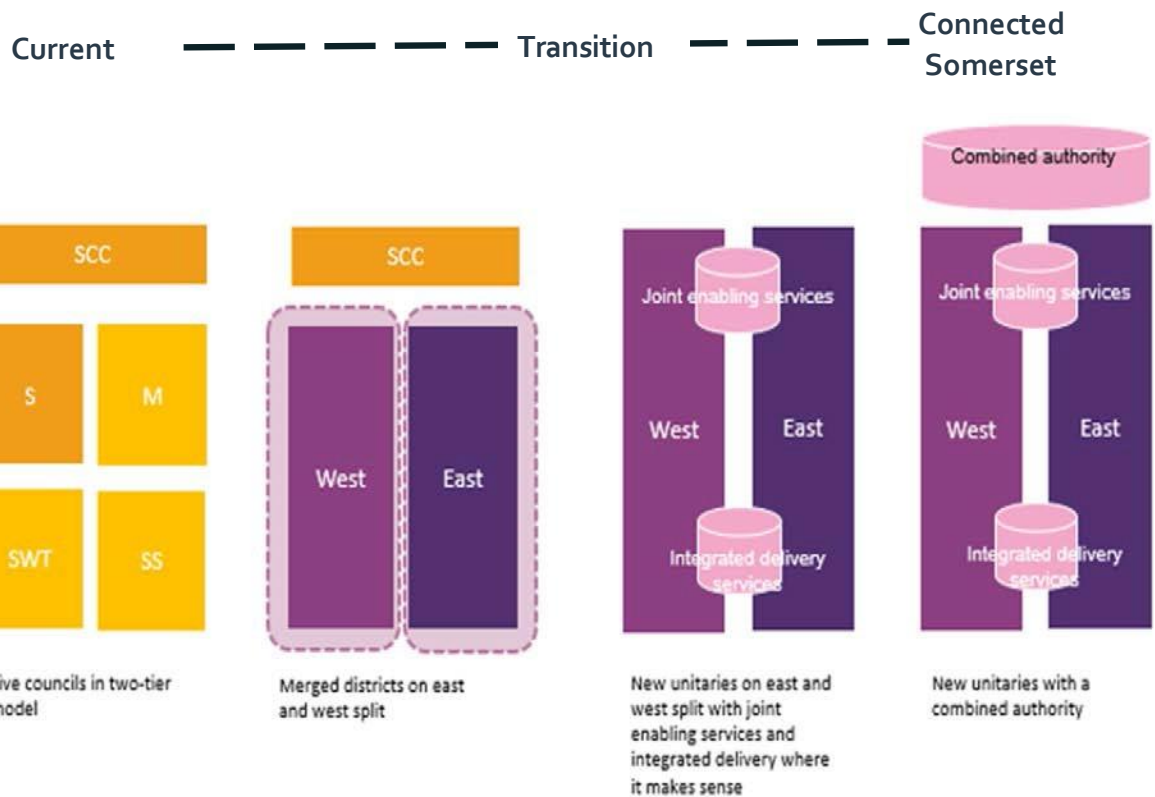 Current
Transition
Connected
Somerset
Combined authority
SCC
S
M
SWT
SS
SCC
West
East
Joint enabling services
West
East
Integrated delivery
services
Joint enabling services
West
East
Integrated delivery
services
ive councils in two-tier
nodel
Merged districts on east
and west split
New unitaries on east and
west split with joint
enabling services and
integrated delivery where
it makes sense
New unitaries with a
combined authority